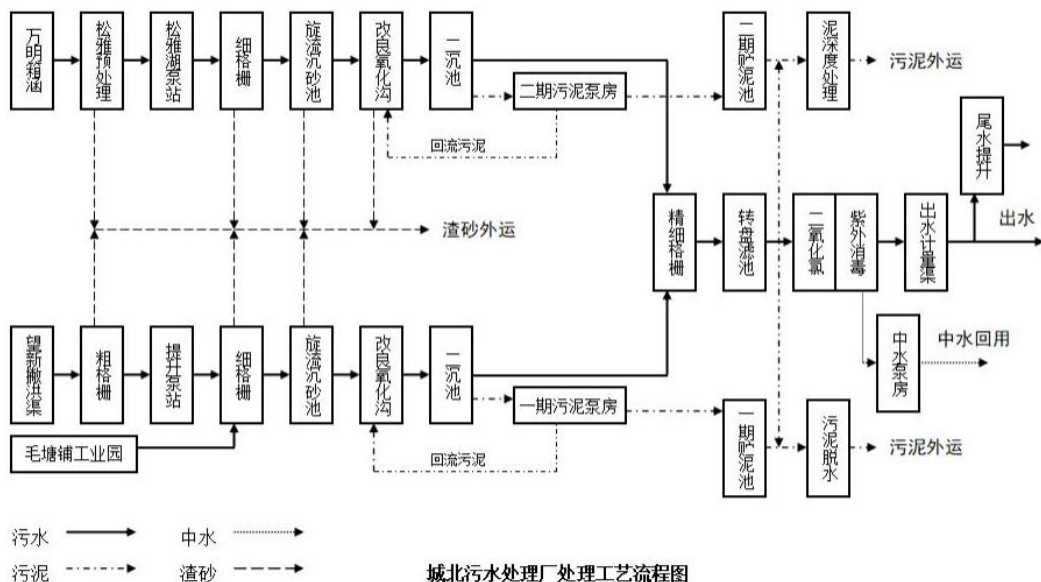 万明箱涵
松雅预处理
松雅湖泵站
细格栅
旋流沉砂池
改良氧化沟
二沉池
二期污泥泵房
二期贮泥池
泥深度处理
污泥外运
回流污泥
尾水提升
渣砂外运
精细格栅
转盘滤池
二氧化氯
紫外消毒
出水计量渠
出水
望新撇洪渠
粗格栅
提升泵站
细格栅
旋流沉砂池
改良氧化沟
二沉池
一期污泥泵房
一期贮泥池
污泥脱水
污泥外运
中水泵房
中水回用
毛塘铺工业园
回流污泥
污水
中水
污泥
渣砂
城北污水处理厂处理工艺流程图